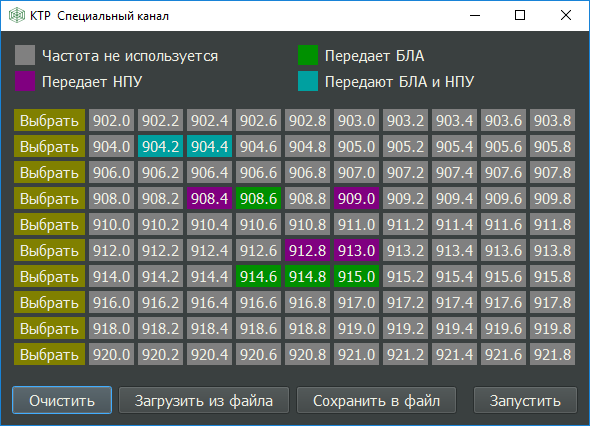 КТР Специальный канал
Частота не используется Передает БЛА
Передает НПУ Передают БЛА и НПУ
Выбрать 902.0 902.2 902.4 902.6 902.8 903.0 903.2 903.4 903.6 903.8
Выбрать 904.0 904.2 904.4 904.6 904.8 905.0 905.2 905.4 905.6 905.8
Выбрать 906.0 906.2 906.4 906.6 906.8 907.0 907.2 907.4 907.6 907.8
Выбрать 908.0 908.2 908.4 908.6 908.8 909.0 909.2 909.4 909.6 909.8
Выбрать 910.0 910.2 910.4 910.6 910.8 911.0 911.2 911.4 911.6 911.8
Выбрать 912.0 912.2 912.4 912.6 912.8 913.0 913.2 913.4 913.6 913.8
Выбрать 914.0 914.2 914.4 914.6 914.8 915.0 915.2 915.4 915.6 915.8
Выбрать 916.0 916.2 916.4 916.6 916.8 917.0 917.2 917.4 917.6 917.8
Выбрать 918.0 918.2 918.4 918.6 918.8 919.0 919.2 919.4 919.6 919.8
Выбрать 920.0 920.2 920.4 920.6 920.8 921.0 921.2 921.4 921.6 921.8
Очистить Загрузить из файла Сохранить в файл Запустить